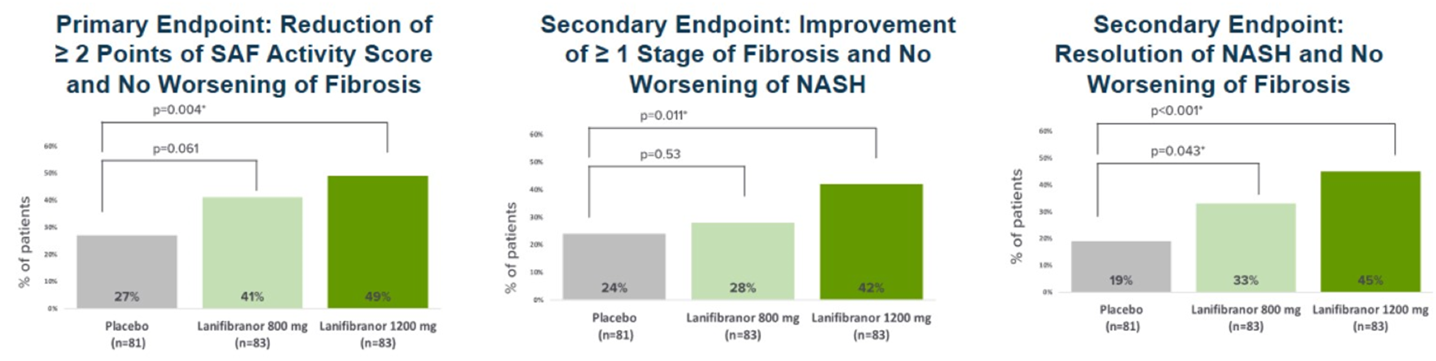 Primary Endpoint: Reduction of
≥ 2 Points of SAF Activity Score
and No Worsening of Fibrosis
p=0.004*
p=0.061
60%
50%
40%
30%
20%
10%
0%
% of patients
27%
41%
49%
Placebo
(n=81)
Lanifibranor 800 mg
(n=83)
Lanifibranor 1200 mg
(n=83)
Secondary Endpoint: Improvement
of ≥ 1 Stage of Fibrosis and No
Worsening of NASH
p=0.011*
p=0.53
60%
50%
40%
30%
20%
10%
0%
% of patients
24%
28%
42%
Placebo
(n=81)
Lanifibranor 800 mg
(n=83)
Lanifibranor 1200 mg
(n=83)
Secondary Endpoint:
Resolution of NASH and No
Worsening of Fibrosis
p<0.001*
p=0.043*
60%
50%
40%
30%
20%
10%
0%
% of patients
19%
33%
45%
Placebo
(n=81)
Lanifibranor 800 mg
(n=83)
Lanifibranor 1200 mg
(n=83)